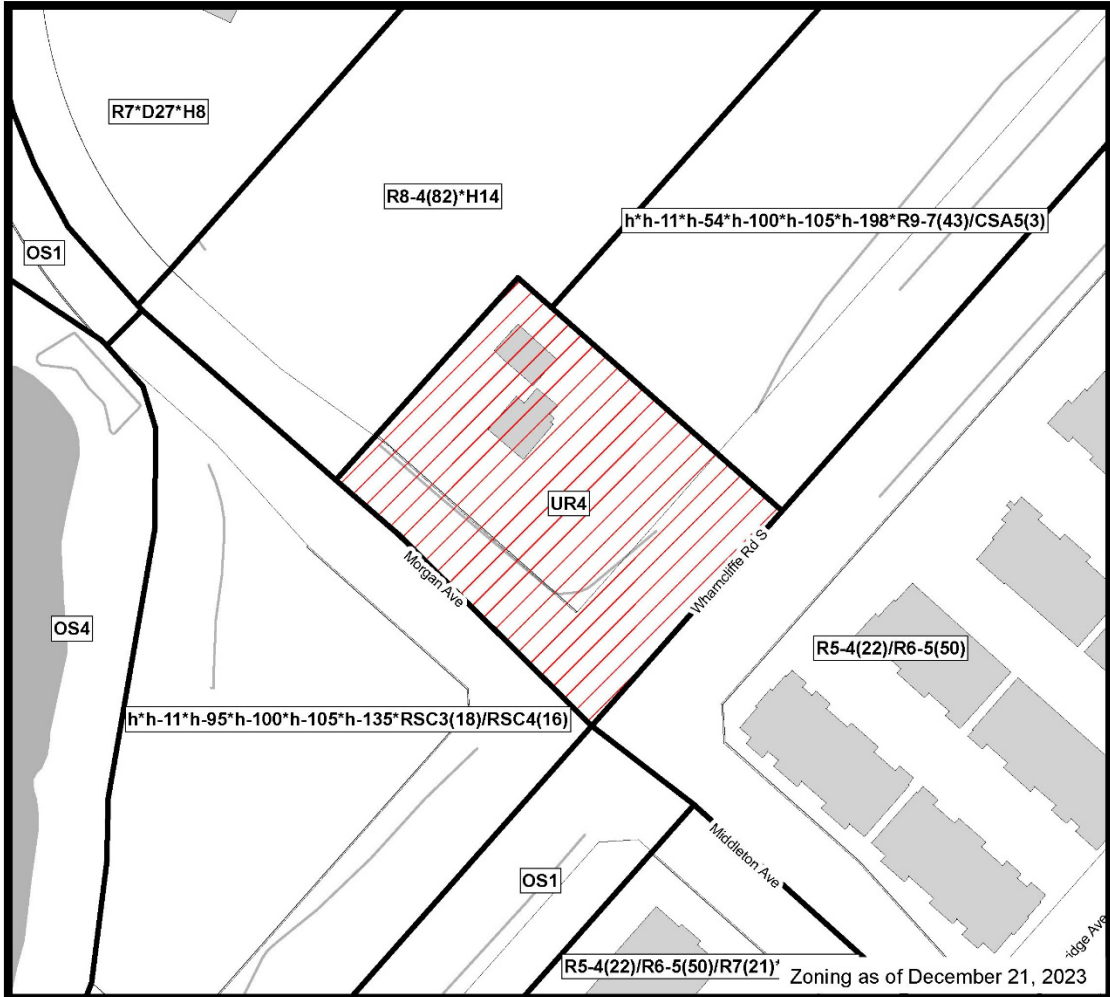 R7*D27*H8
R8-4(82)*H14
h*h-11*h-54*h-100*h-105*h-198*R9-7(43)/CSA5(3)
OS1
UR4
Morgan Ave
Wharncliffe Rd S
OS4
R5-4(22)/R6-5(50)
h*h-11*h-95*h-100*h-105*h-135*RSC3(18)/RSC4(16)
Middleton Ave
OS1
idge Ave
R5-4(22)/R6-5(50)/R7(21)*
Zoning as of December 21, 2023